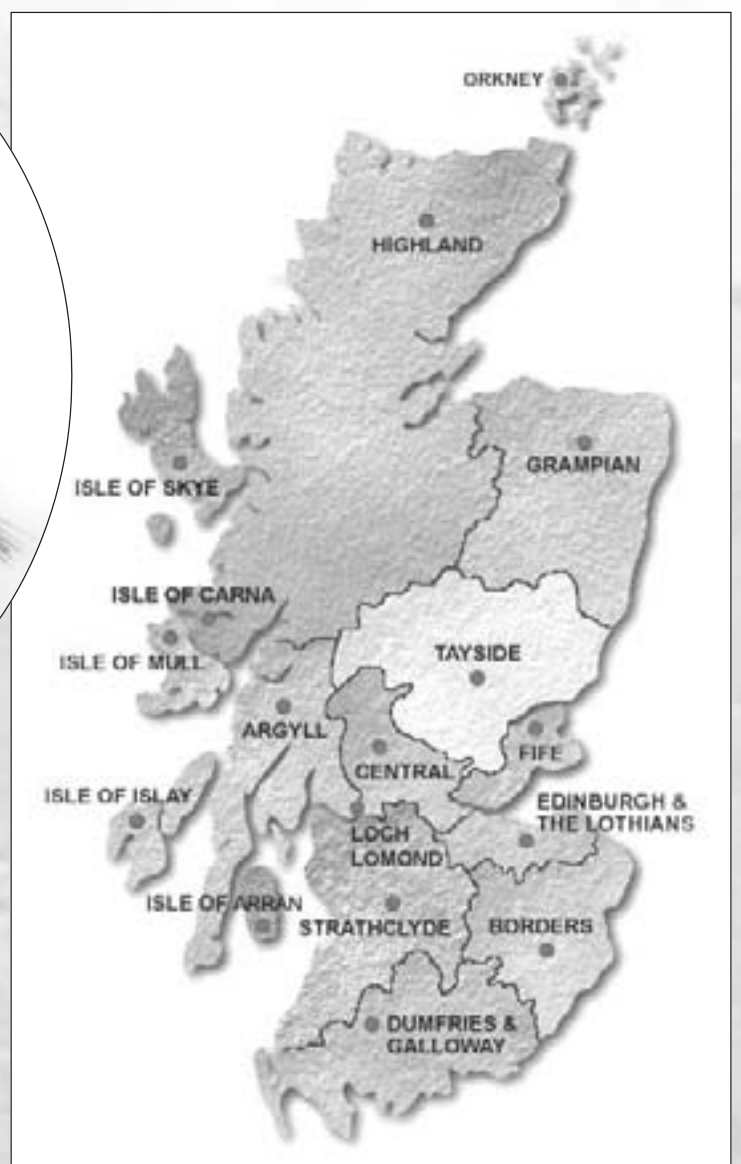 ORKNEY
HIGHLAND
GRAMPIAN
ISLE OF SKYE
ISLE OF CARNA
ISLE OF MULL
TAYSIDE
ARGYLL
CENTRAL
FIFE
ISLE OF ISLAY
EDINBURGH &
THE LOTHIANS
LOCH
LOMOND
ISLE OF ARRAN
STRATHCLYDE
BORDERS
DUMFRIES &
GALLOWAY